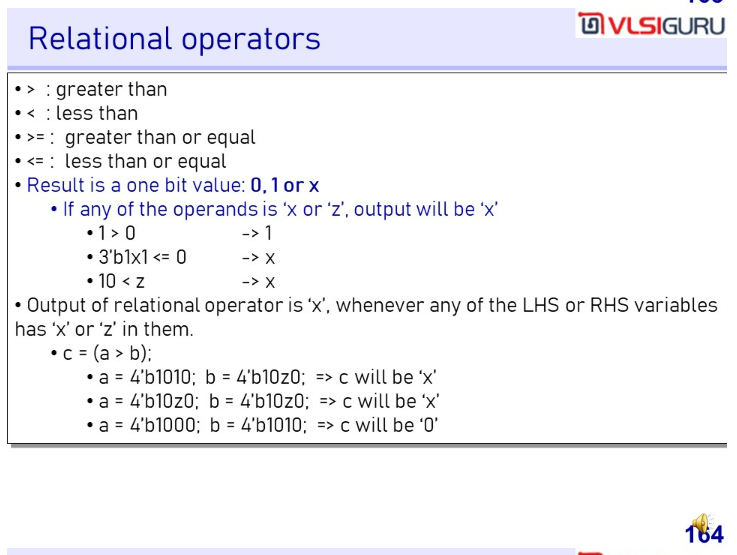 VLSIGURU
Relational operators
• > : greater than
• < : less than
• >= : greater than or equal
• <= : less than or equal
• Result is a one bit value: 0, 1 or x
• If any of the operands is ‘x or ‘z’, output will be ‘x’
• 1 > 0 -> 1
• 3’b1x1 <= 0 -> x
• 10 < z -> x
• Output of relational operator is ‘x’, whenever any of the LHS or RHS variables
has ‘x’ or ‘z’ in them.
• c = (a > b);
• a = 4’b1010; b = 4’b10z0; => c will be ‘x’
• a = 4’b10z0; b = 4’b10z0; => c will be ‘x’
• a = 4’b1000; b = 4’b1010; => c will be ‘0’
164